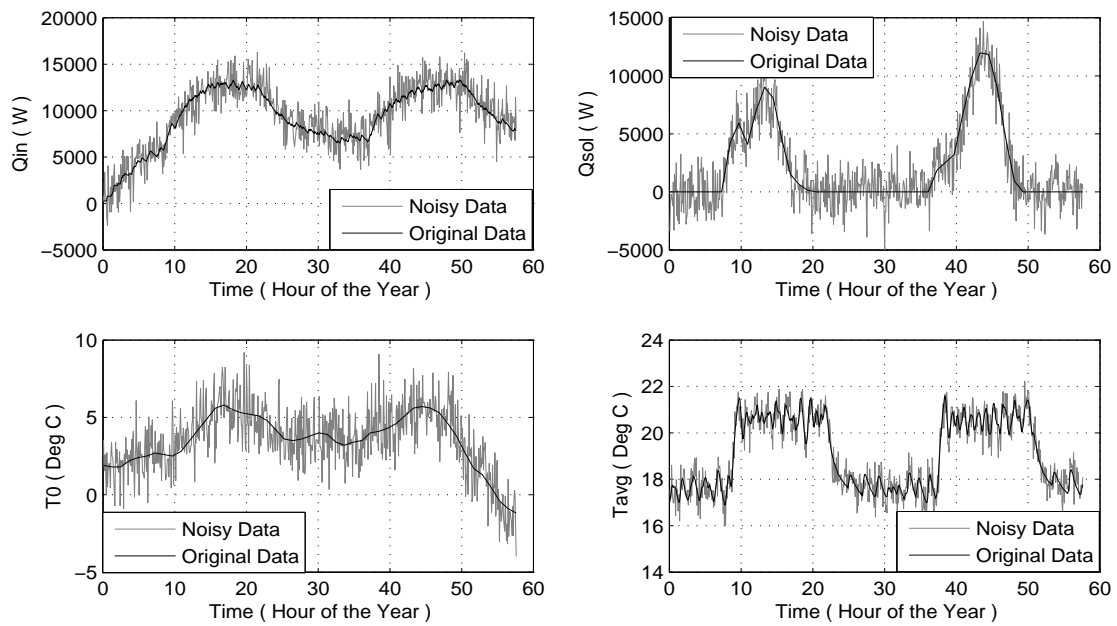 20000
15000
10000
5000
0
−5000
Qin ( W )
Noisy Data
Original Data
0 10 20 30 40 50 60
Time ( Hour of the Year )
15000
10000
5000
0
−5000
Qsol ( W )
Noisy Data
Original Data
0 10 20 30 40 50 60
Time ( Hour of the Year )
10
5
0
−5
T0 ( Deg C )
Noisy Data
Original Data
0 10 20 30 40 50 60
Time ( Hour of the Year )
24
22
20
18
16
14
Tavg ( Deg C )
Noisy Data
Original Data
0 10 20 30 40 50 60
Time ( Hour of the Year )